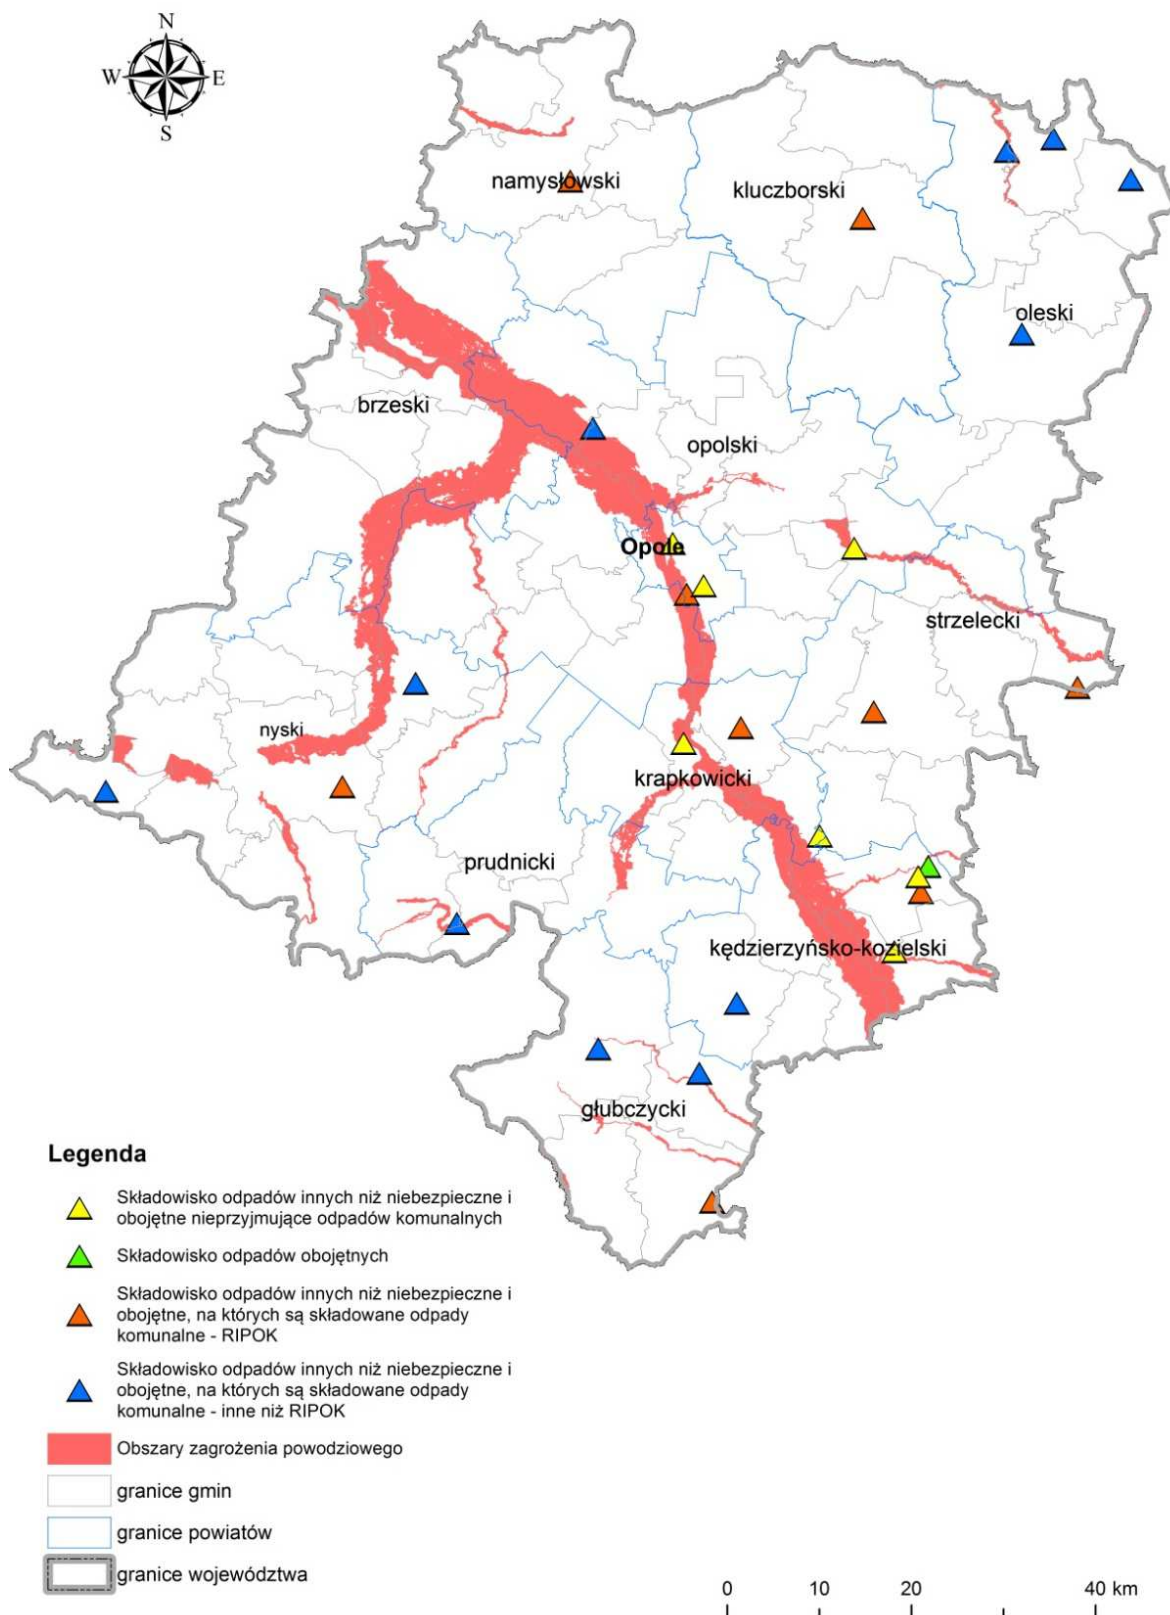 N
W E
S
namysłowski
kluczborski
oleski
brzeski
opolski
Opole
strzelecki
nyski
krapkowicki
prudnicki
kędzierzyńsko-kozielski
głubczycki
Legenda
Składowisko odpadów innych niż niebezpieczne i
obojętne nieprzyjmujące odpadów komunalnych
Składowisko odpadów obojętnych
Składowisko odpadów innych niż niebezpieczne i
obojętne, na których są składowane odpady
komunalne - RIPOK
Składowisko odpadów innych niż niebezpieczne i
obojętne, na których są składowane odpady
komunalne - inne niż RIPOK
Obszary zagrożenia powodziowego
granice gmin
granice powiatów
granice województwa
0 10 20 40 km